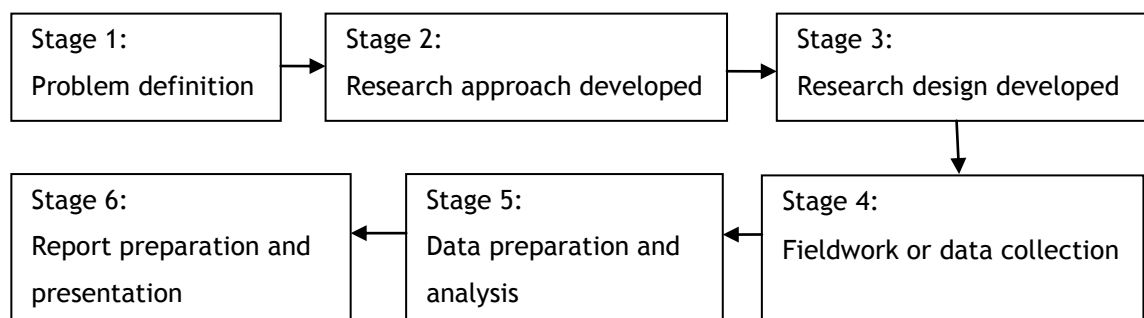 Stage 1:
Problem definition
Stage 2:
Research approach developed
Stage 3:
Research design developed
Stage 4:
Fieldwork or data collection
Stage 5:
Data preparation and
analysis
Stage 6:
Report preparation and
presentation